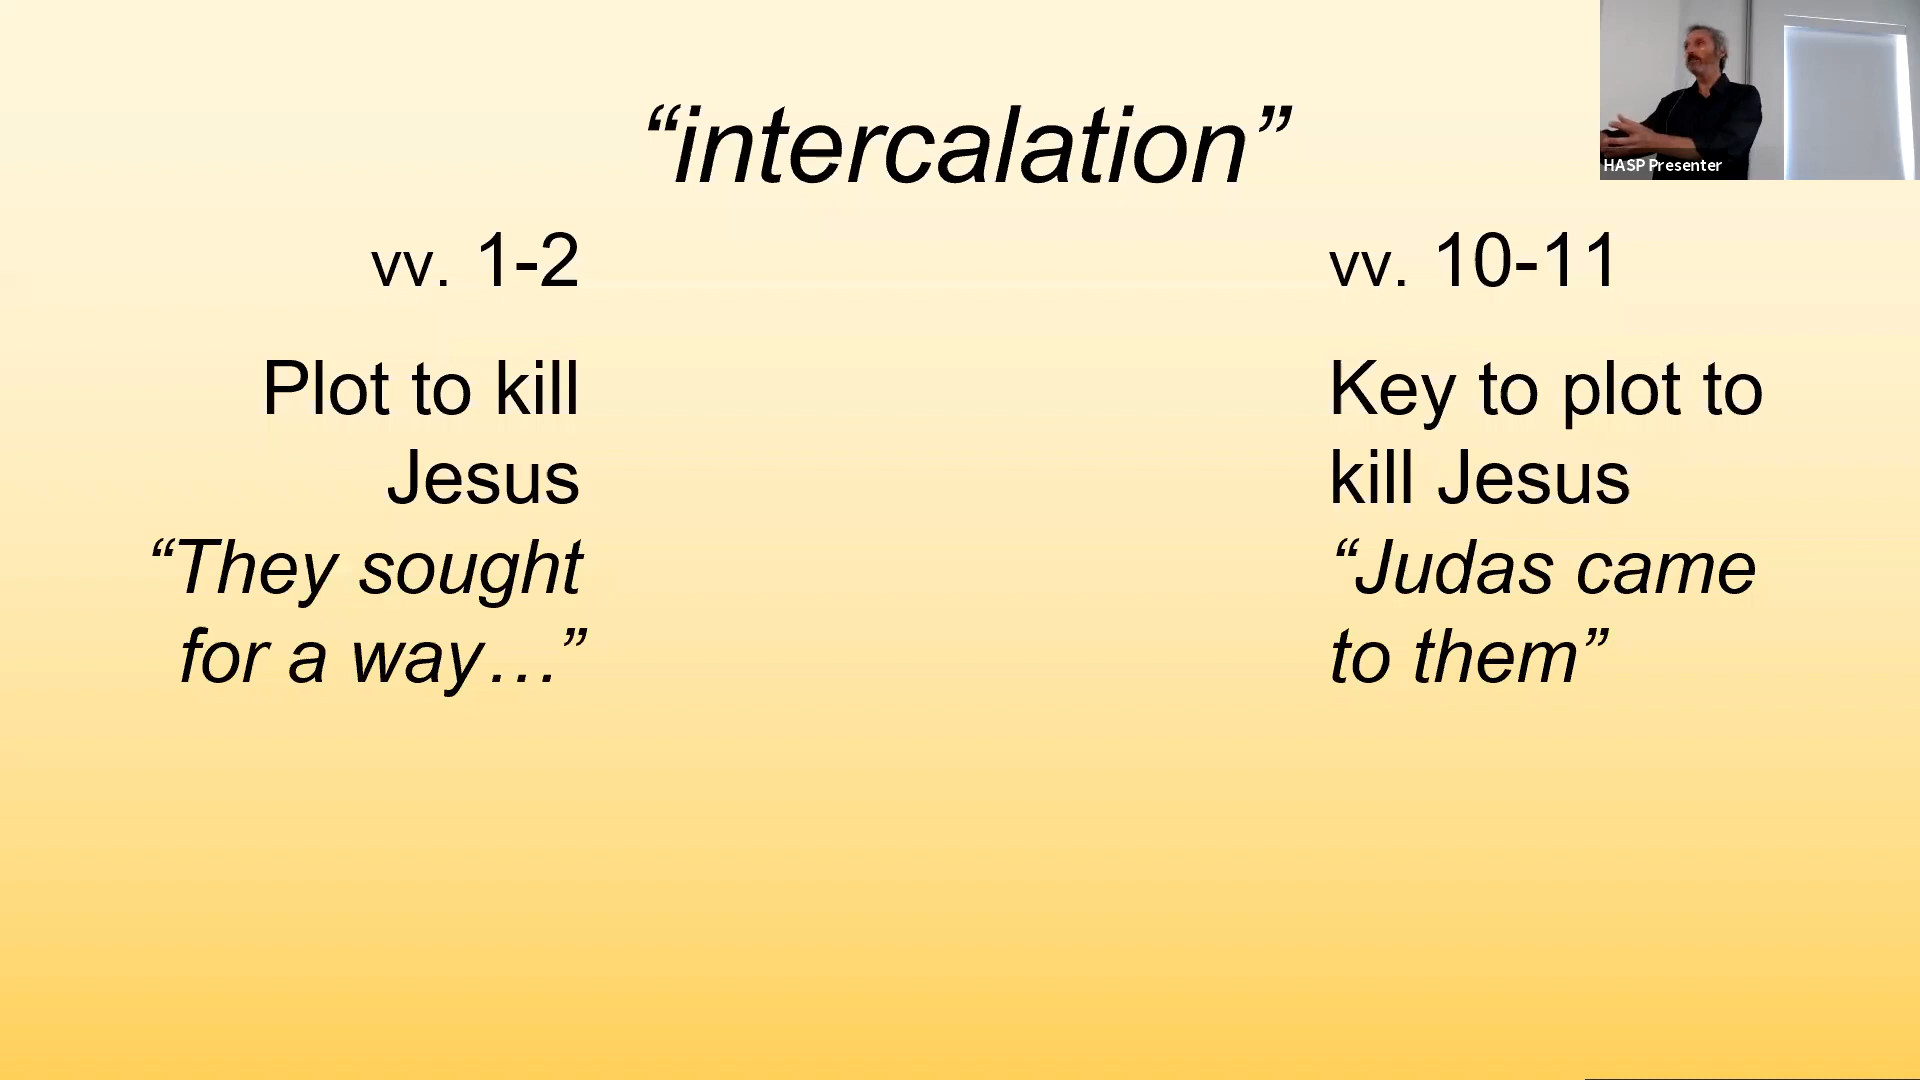 “intercalation”
HASP Presenter
vv. 1-2
Plot to kill
Jesus
“They sought
for a way…”
vv. 10-11
Key to plot to
kill Jesus
“Judas came
to them”